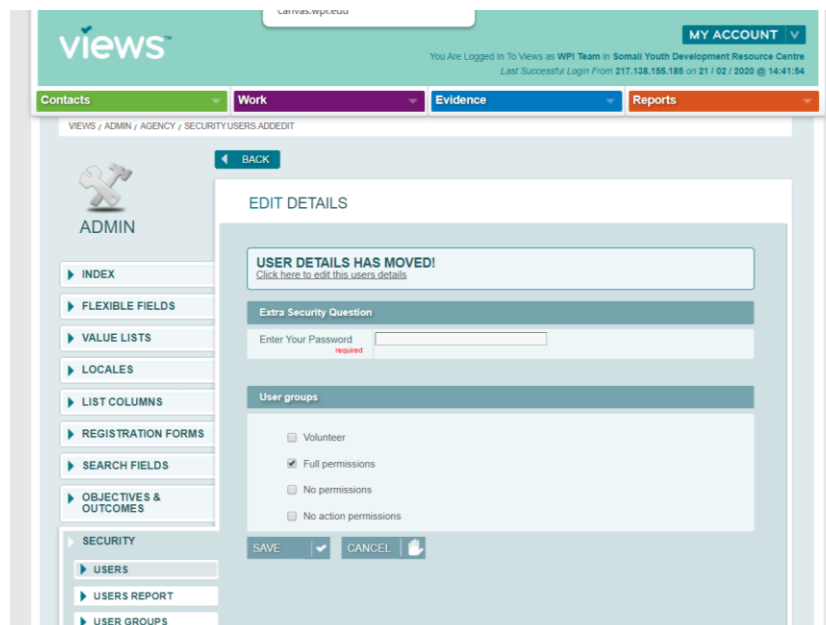 canvas.wpi.edu
views™
MY ACCOUNT
You Are Logged In To Views as WPI Team in Somali Youth Development Resource Centre
Last Successful Login From 217.138.155.185 on 21 / 02 / 2020 @ 14:41:54
Contacts
Work
Evidence
Reports
VIEWS / ADMIN / AGENCY / SECURITY:USERS.ADDEDIT
BACK
ADMIN
EDIT DETAILS
USER DETAILS HAS MOVED!
Click here to edit this users details
INDEX
FLEXIBLE FIELDS
VALUE LISTS
LOCALES
LIST COLUMNS
REGISTRATION FORMS
SEARCH FIELDS
OBJECTIVES &
OUTCOMES
SECURITY
USERS
USERS REPORT
USER GROUPS
Extra Security Question
Enter Your Password
required
User groups
Volunteer
Full permissions
No permissions
No action permissions
SAVE
CANCEL